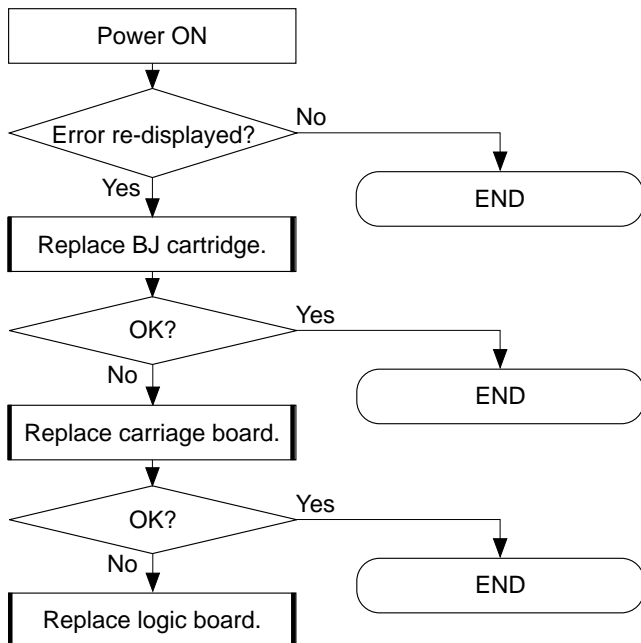 Power ON
Error re-displayed?
No
END
Yes
Replace BJ cartridge.
OK?
Yes
END
No
Replace carriage board.
OK?
Yes
END
No
Replace logic board.